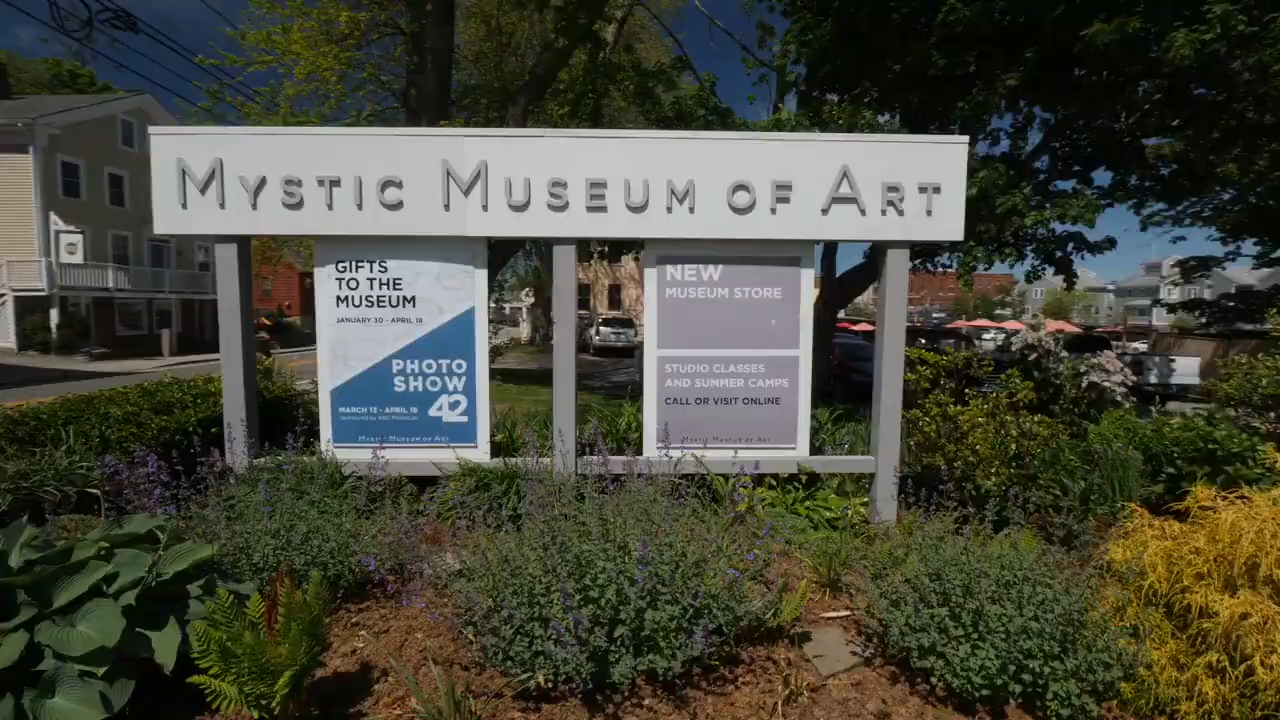 MYSTIC MUSEUM OF ART
GIFTS
TO THE
MUSEUM
JANUARY 30 - APRIL 18
PHOTO
SHOW
42
MARCH 13 - APRIL 18
Mystic Museum of Art
NEW
MUSEUM STORE
STUDIO CLASSES
AND SUMMER CAMPS
CALL OR VISIT ONLINE
Mystic Museum of Art